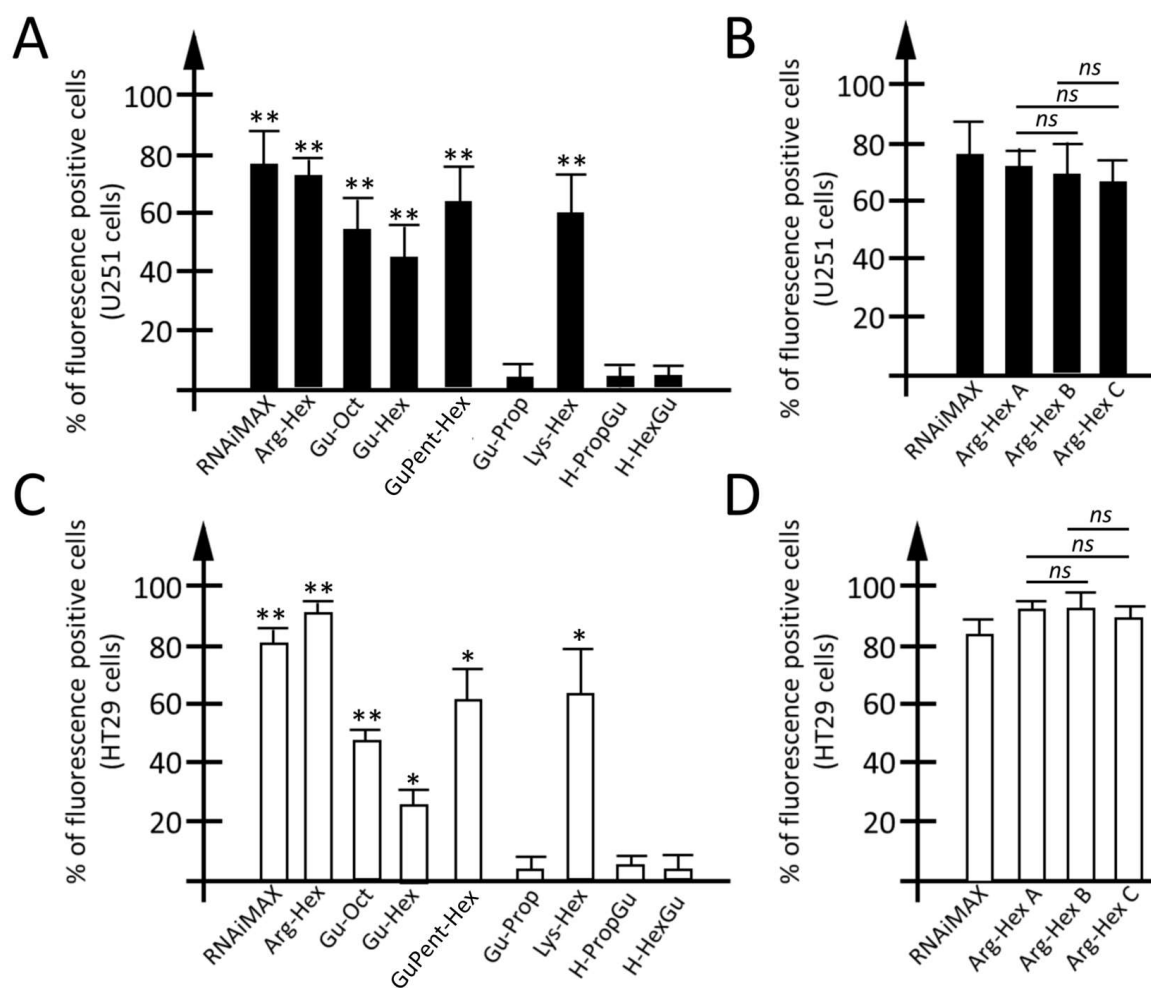 A
% of fluorescence positive cells
(U251 cells)
100
80
60
40
20
** ** ** ** ** **
RNAiMAX Arg-Hex Gu-Oct Gu-Hex GuPent-Hex Gu-Prop Lys-Hex H-PropGu H-HexGu
B
% of fluorescence positive cells
(U251 cells)
100
80
60
40
20
ns
ns
ns
RNAiMAX Arg-Hex A Arg-Hex B Arg-Hex C
C
% of fluorescence positive cells
(HT29 cells)
100
80
60
40
20
** ** ** * * *
RNAiMAX Arg-Hex Gu-Oct Gu-Hex GuPent-Hex Gu-Prop Lys-Hex H-PropGu H-HexGu
D
% of fluorescence positive cells
(HT29 cells)
100
80
60
40
20
ns
ns
ns
RNAiMAX Arg-Hex A Arg-Hex B Arg-Hex C